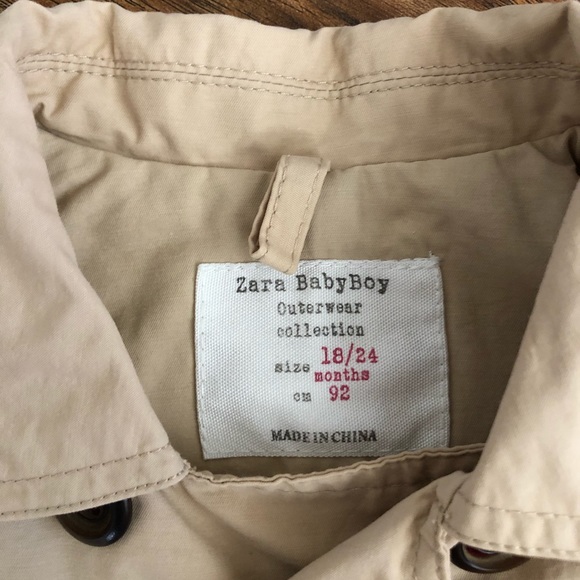 Zara BabyBoy
Outerwear
collection
size 18/24
months
cm 92
MADE IN CHINA